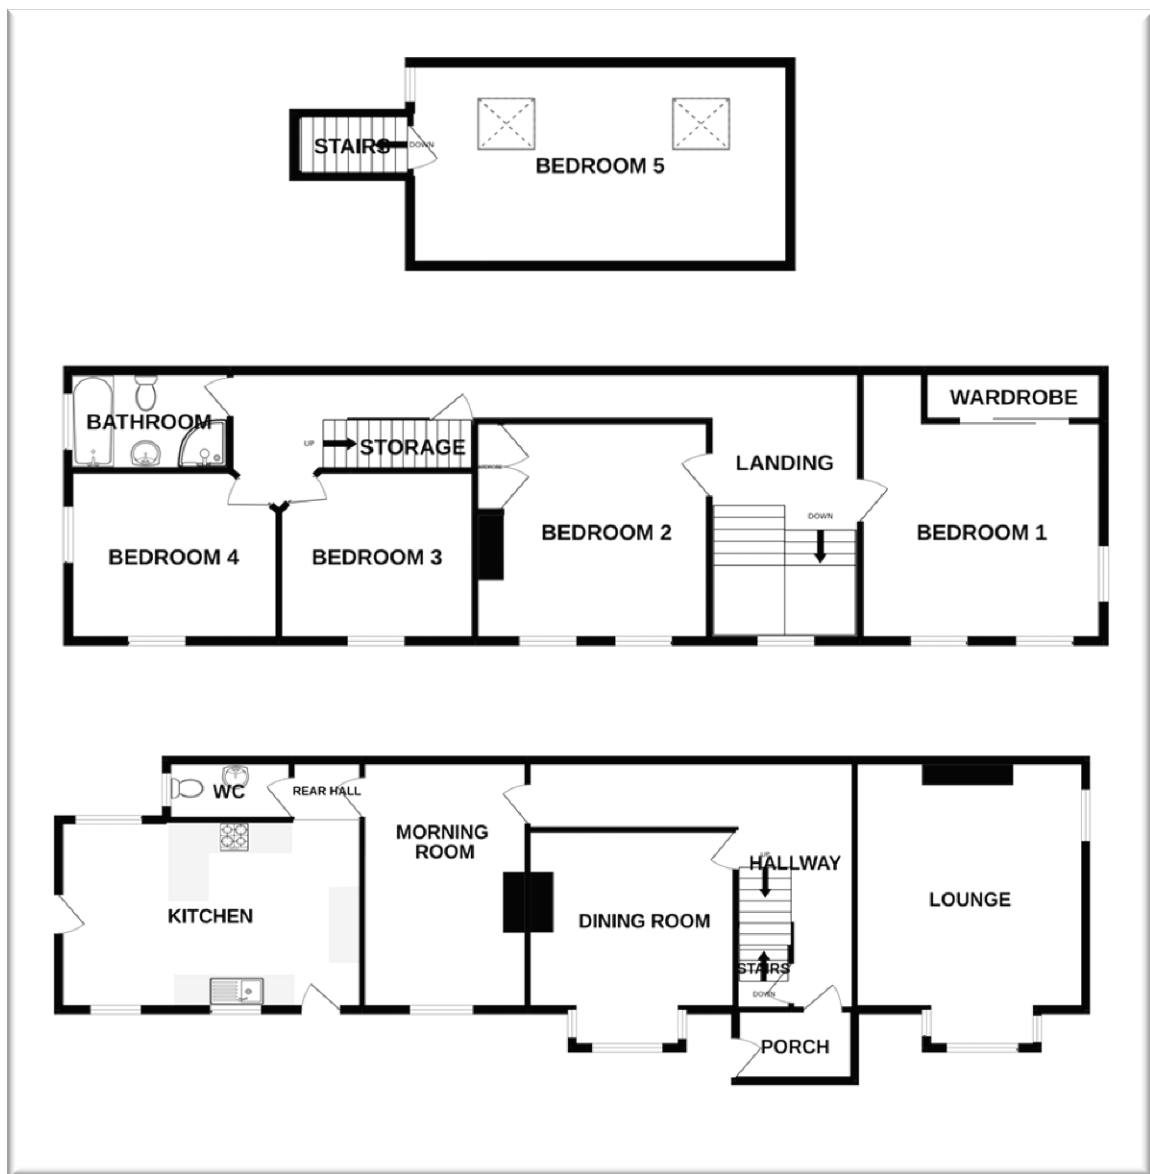 STAIRS
DOWN
BEDROOM 5
WARDROBE
BATHROOM
UP
STORAGE
LANDING
DOWN
BEDROOM 2
BEDROOM 1
BEDROOM 4
BEDROOM 3
WC
REAR HALL
MORNING
ROOM
UP
HALLWAY
LOUNGE
KITCHEN
DINING ROOM
STAIRS
DOWN
PORCH